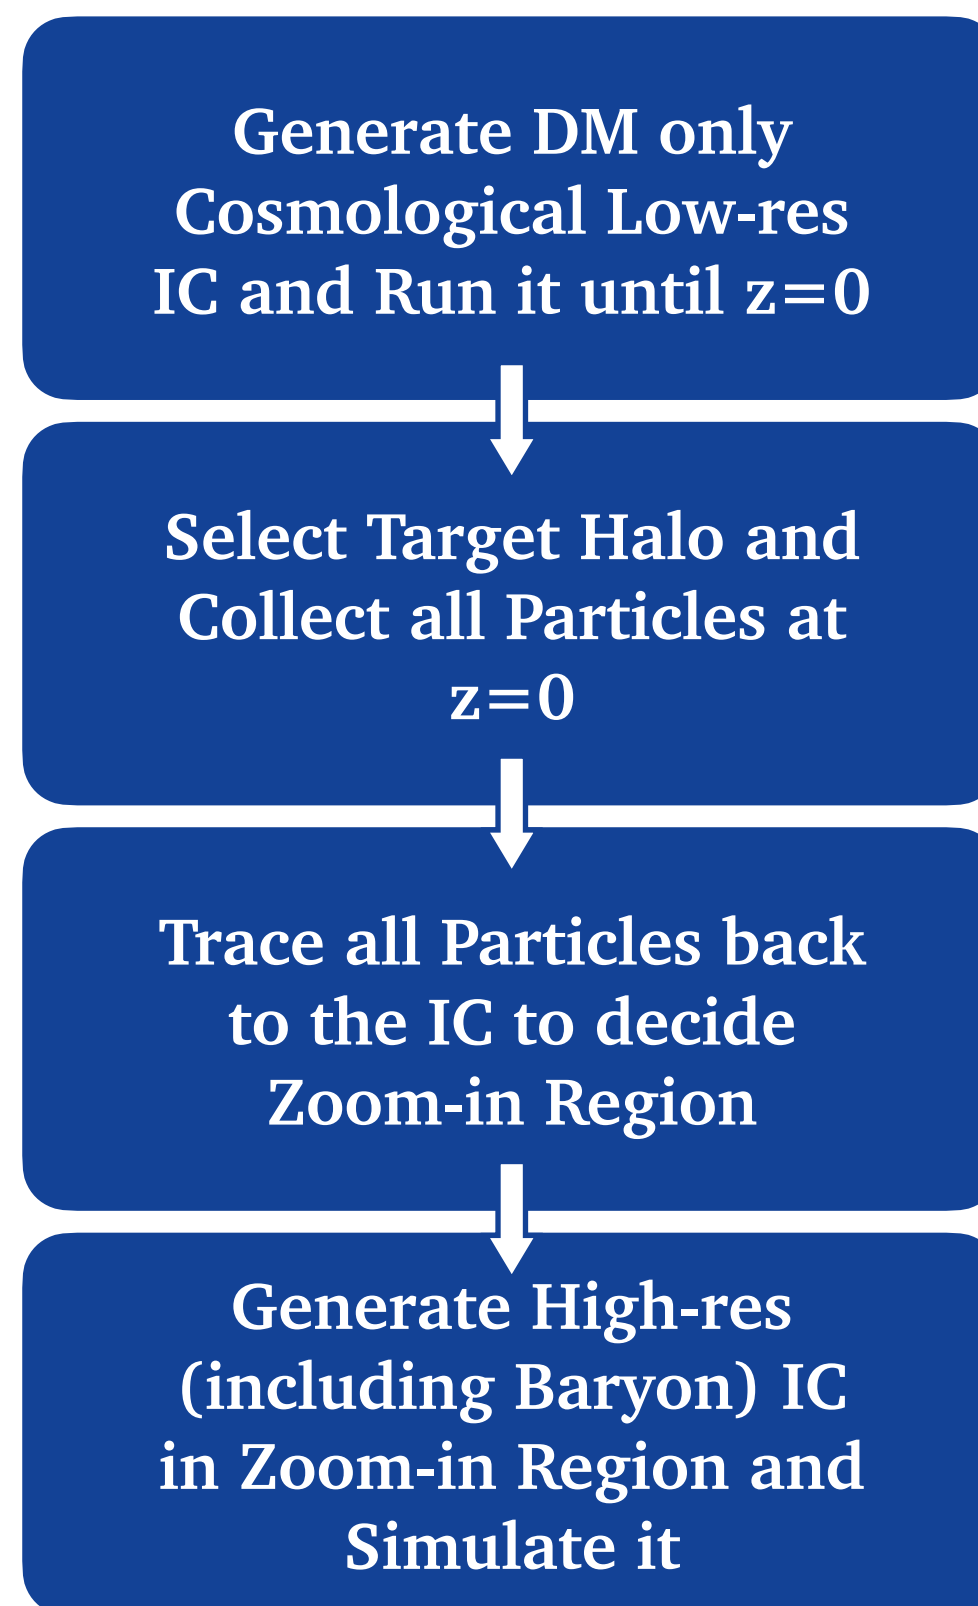 Generate DM only
Cosmological Low-res
IC and Run it until z=0
Select Target Halo and
Collect all Particles at
z=0
Trace all Particles back
to the IC to decide
Zoom-in Region
Generate High-res
(including Baryon) IC
in Zoom-in Region and
Simulate it